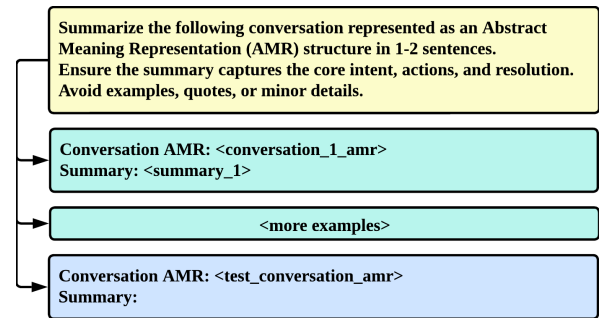 Summarize the following conversation represented as an Abstract
Meaning Representation (AMR) structure in 1-2 sentences.
Ensure the summary captures the core intent, actions, and resolution.
Avoid examples, quotes, or minor details.
Conversation AMR: <conversation_1_amr>
Summary: <summary_1>
<more examples>
Conversation AMR: <test_conversation_amr>
Summary: